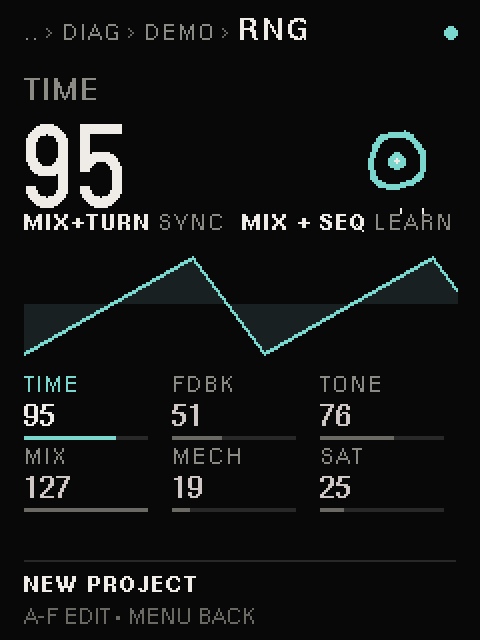 ..> DIAG > DEMO > RNG
TIME
95
MIX+TURN SYNC MIX + SEQ LEARN
TIME FDBK TONE
95 51 76
MIX MECH SAT
127 19 25
NEW PROJECT
A-F EDIT· MENU BACK